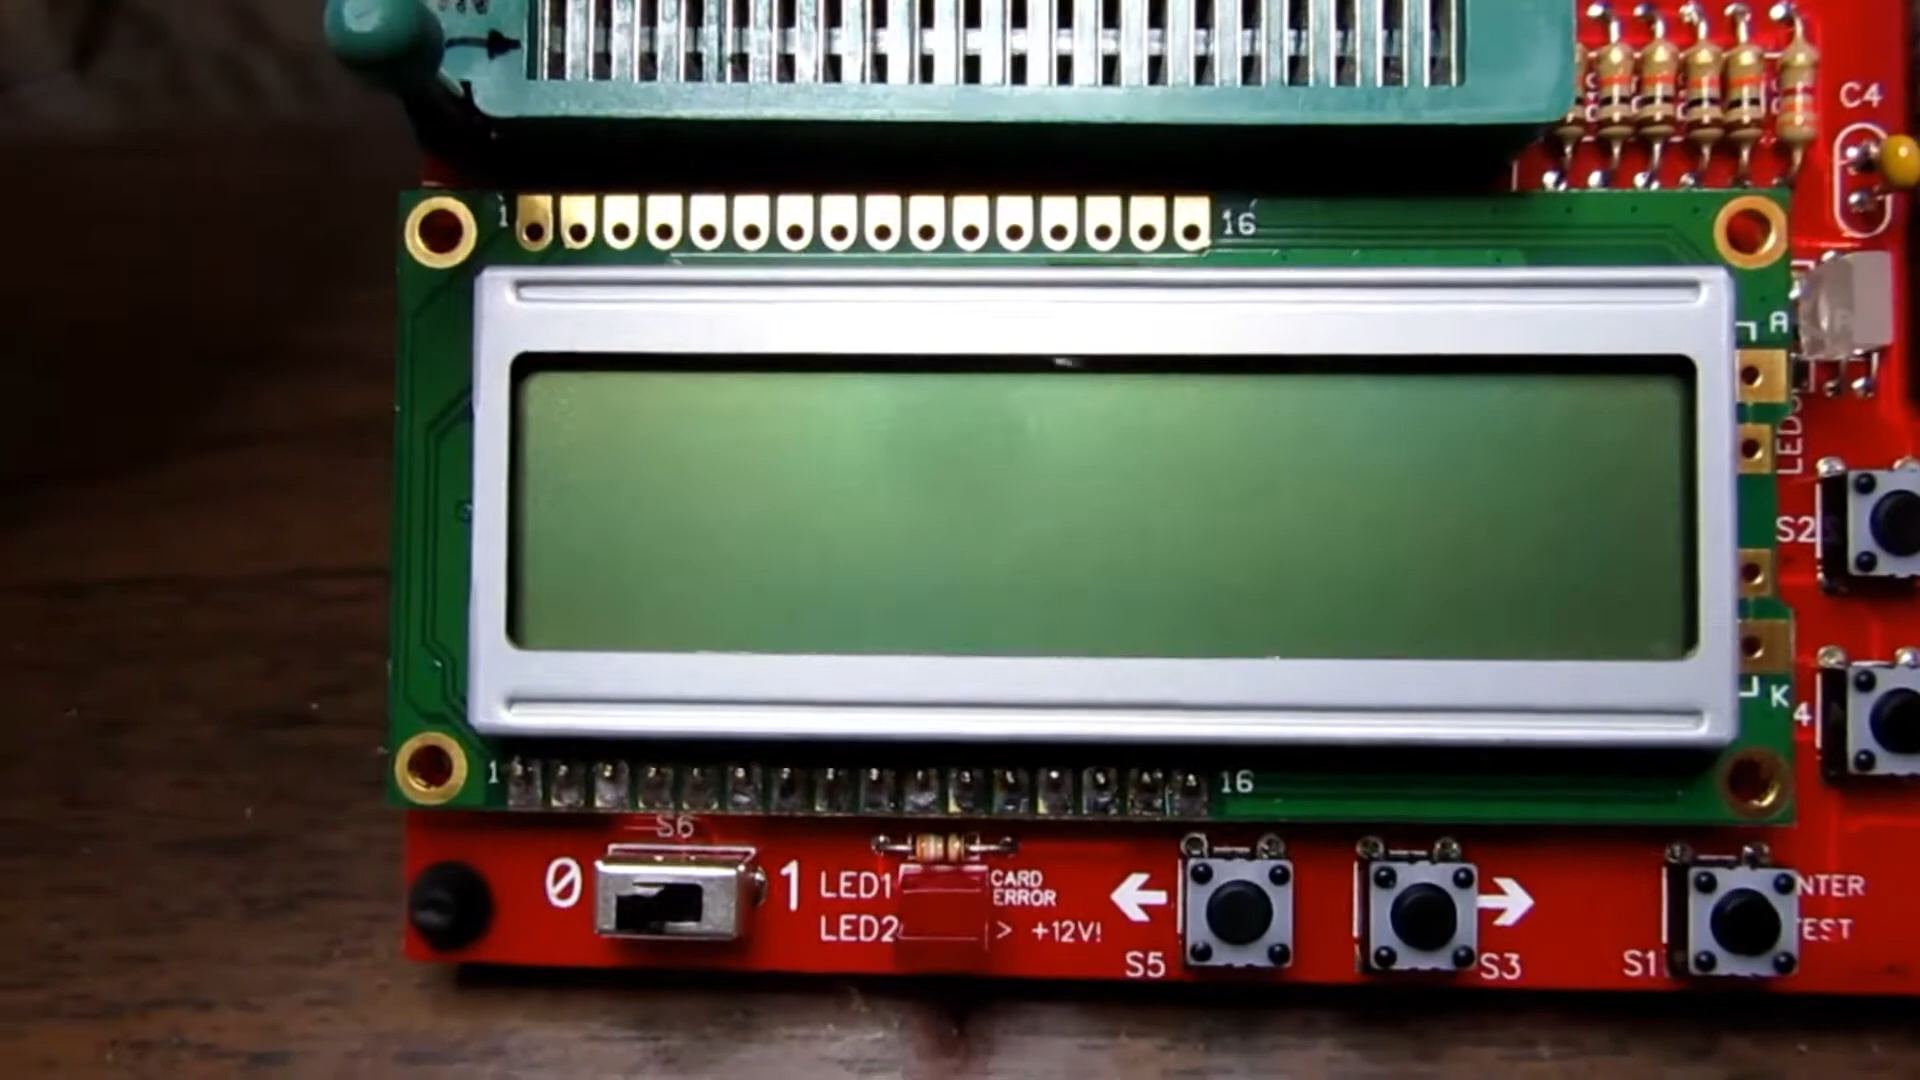 C4
1 16
A
LED
S2
K
4
1 16
S6
0 1 LED1 CARD
ERROR
LED2 > +12V!
S5 S3 S1
NTER
EST